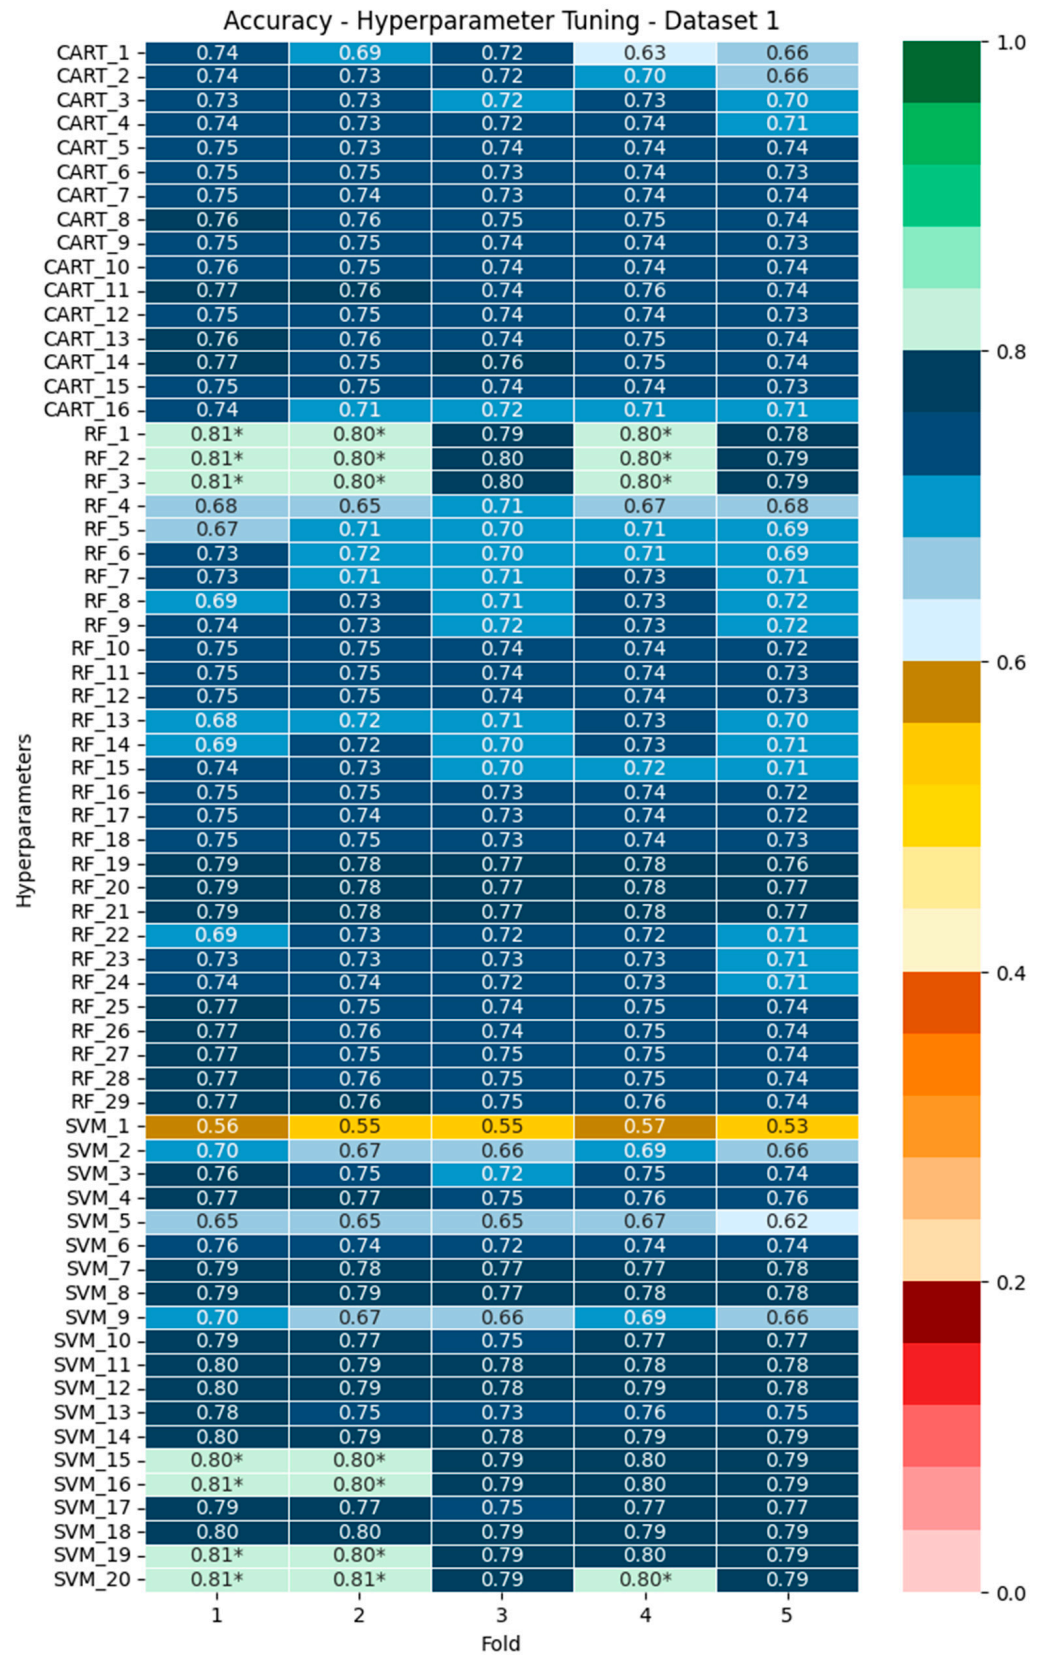 Accuracy - Hyperparameter Tuning - Dataset 1
CART_1 0.74 0.69 0.72 0.63 0.66
CART_2 0.74 0.73 0.72 0.70 0.66
CART_3 0.73 0.73 0.72 0.73 0.70
CART_4 0.74 0.73 0.72 0.74 0.71
CART_5 0.75 0.73 0.74 0.74 0.74
CART_6 0.75 0.75 0.73 0.74 0.73
CART_7 0.75 0.74 0.73 0.74 0.74
CART_8 0.76 0.76 0.75 0.75 0.74
CART_9 0.75 0.75 0.74 0.74 0.73
CART_10 0.76 0.75 0.74 0.74 0.74
CART_11 0.77 0.76 0.74 0.76 0.74
CART_12 0.75 0.75 0.74 0.74 0.73
CART_13 0.76 0.76 0.74 0.75 0.74
CART_14 0.77 0.75 0.76 0.75 0.74
CART_15 0.75 0.75 0.74 0.74 0.73
CART_16 0.74 0.71 0.72 0.71 0.71
RF_1 0.81* 0.80* 0.79 0.80* 0.78
RF_2 0.81* 0.80* 0.80 0.80* 0.79
RF_3 0.81* 0.80* 0.80 0.80* 0.79
RF_4 0.68 0.65 0.71 0.67 0.68
RF_5 0.67 0.71 0.70 0.71 0.69
RF_6 0.73 0.72 0.70 0.71 0.69
RF_7 0.73 0.71 0.71 0.73 0.71
RF_8 0.69 0.73 0.71 0.73 0.72
RF_9 0.74 0.73 0.72 0.73 0.72
RF_10 0.75 0.75 0.74 0.74 0.72
RF_11 0.75 0.75 0.74 0.74 0.73
RF_12 0.75 0.75 0.74 0.74 0.73
RF_13 0.68 0.72 0.71 0.73 0.70
RF_14 0.69 0.72 0.70 0.73 0.71
RF_15 0.74 0.73 0.70 0.72 0.71
RF_16 0.75 0.75 0.73 0.74 0.72
RF_17 0.75 0.74 0.73 0.74 0.72
RF_18 0.75 0.75 0.73 0.74 0.73
RF_19 0.79 0.78 0.77 0.78 0.76
RF_20 0.79 0.78 0.77 0.78 0.77
RF_21 0.79 0.78 0.77 0.78 0.77
RF_22 0.69 0.73 0.72 0.72 0.71
RF_23 0.73 0.73 0.73 0.73 0.71
RF_24 0.74 0.74 0.72 0.73 0.71
RF_25 0.77 0.75 0.74 0.75 0.74
RF_26 0.77 0.76 0.74 0.75 0.74
RF_27 0.77 0.75 0.75 0.75 0.74
RF_28 0.77 0.76 0.75 0.75 0.74
RF_29 0.77 0.76 0.75 0.76 0.74
SVM_1 0.56 0.55 0.55 0.57 0.53
SVM_2 0.70 0.67 0.66 0.69 0.66
SVM_3 0.76 0.75 0.72 0.75 0.74
SVM_4 0.77 0.77 0.75 0.76 0.76
SVM_5 0.65 0.65 0.65 0.67 0.62
SVM_6 0.76 0.74 0.72 0.74 0.74
SVM_7 0.79 0.78 0.77 0.77 0.78
SVM_8 0.79 0.79 0.77 0.78 0.78
SVM_9 0.70 0.67 0.66 0.69 0.66
SVM_10 0.79 0.77 0.75 0.77 0.77
SVM_11 0.80 0.79 0.78 0.78 0.78
SVM_12 0.80 0.79 0.78 0.79 0.78
SVM_13 0.78 0.75 0.73 0.76 0.75
SVM_14 0.80 0.79 0.78 0.79 0.79
SVM_15 0.80* 0.80* 0.79 0.80 0.79
SVM_16 0.81* 0.80* 0.79 0.80 0.79
SVM_17 0.79 0.77 0.75 0.77 0.77
SVM_18 0.80 0.80 0.79 0.79 0.79
SVM_19 0.81* 0.80* 0.79 0.80 0.79
SVM_20 0.81* 0.81* 0.79 0.80* 0.79
1 2 3 4 5
Fold
Hyperparameters
1.0
0.8
0.6
0.4
0.2
0.0